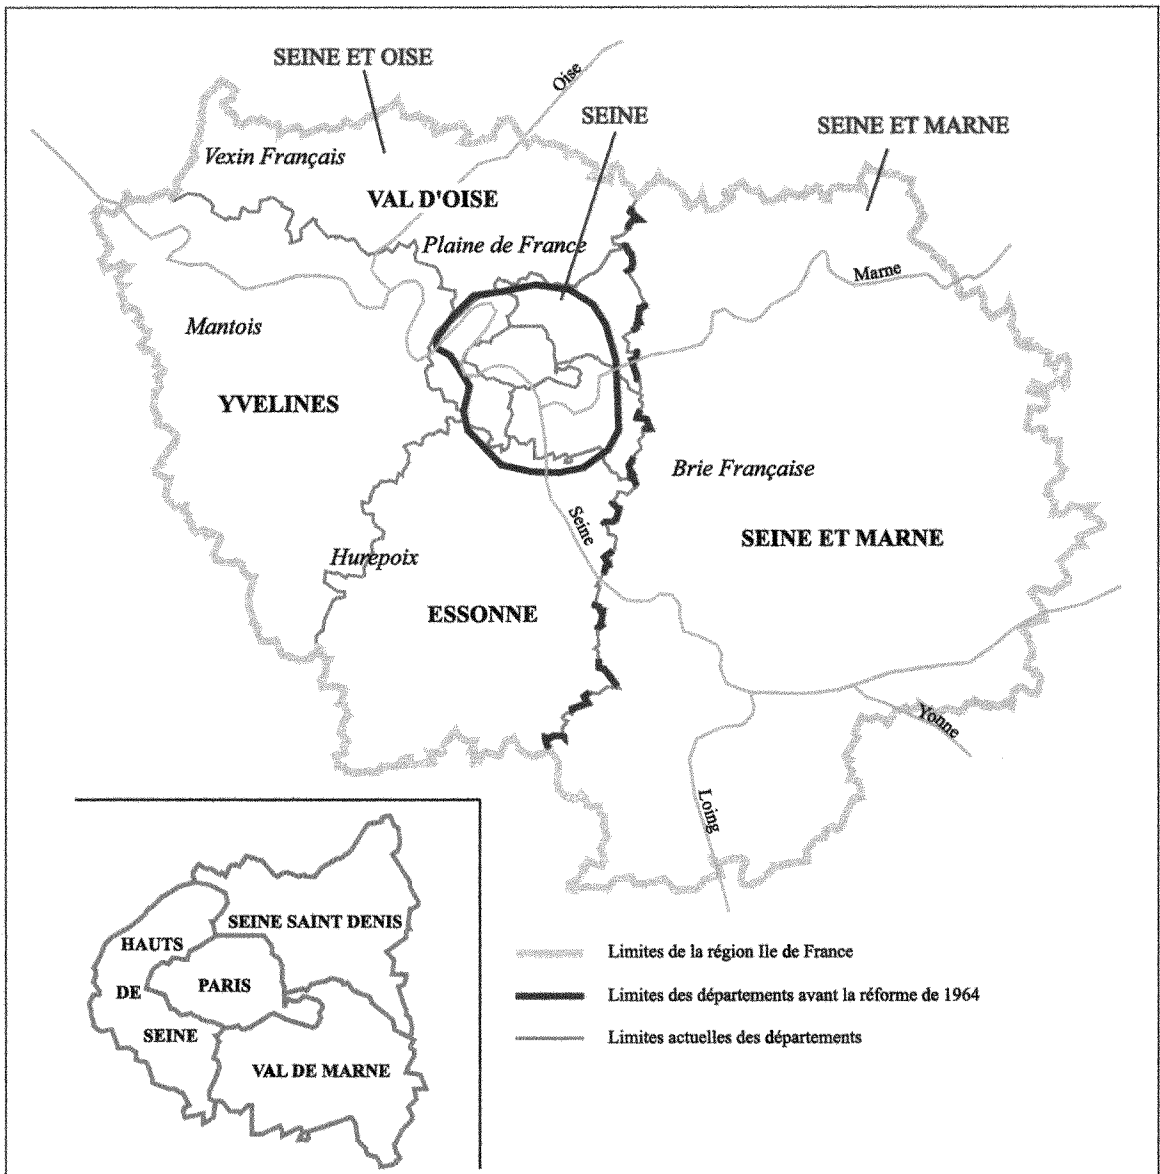 SEINE ET OISE
Oise
SEINE
SEINE ET MARNE
Vexin Français
VAL D'OISE
Plaine de France
Marne
Mantois
YVELINES
Brie Française
Seine
SEINE ET MARNE
Hurepoix
ESSONNE
Yonne
Loing
SEINE SAINT DENIS
HAUTS
PARIS
DE
SEINE
VAL DE MARNE
Limites de la région Ile de France
Limites des départements avant la réforme de 1964
Limites actuelles des départements